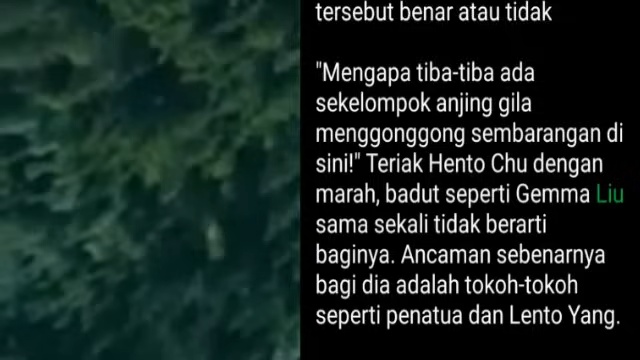 tersebut benar atau tidak
"Mengapa tiba-tiba ada
sekelompok anjing gila
menggonggong sembarangan di
sini!" Teriak Hento Chu dengan
marah, badut seperti Gemma Liu
sama sekali tidak berarti
baginya. Ancaman sebenarnya
bagi dia adalah tokoh-tokoh
seperti penatua dan Lento Yang.